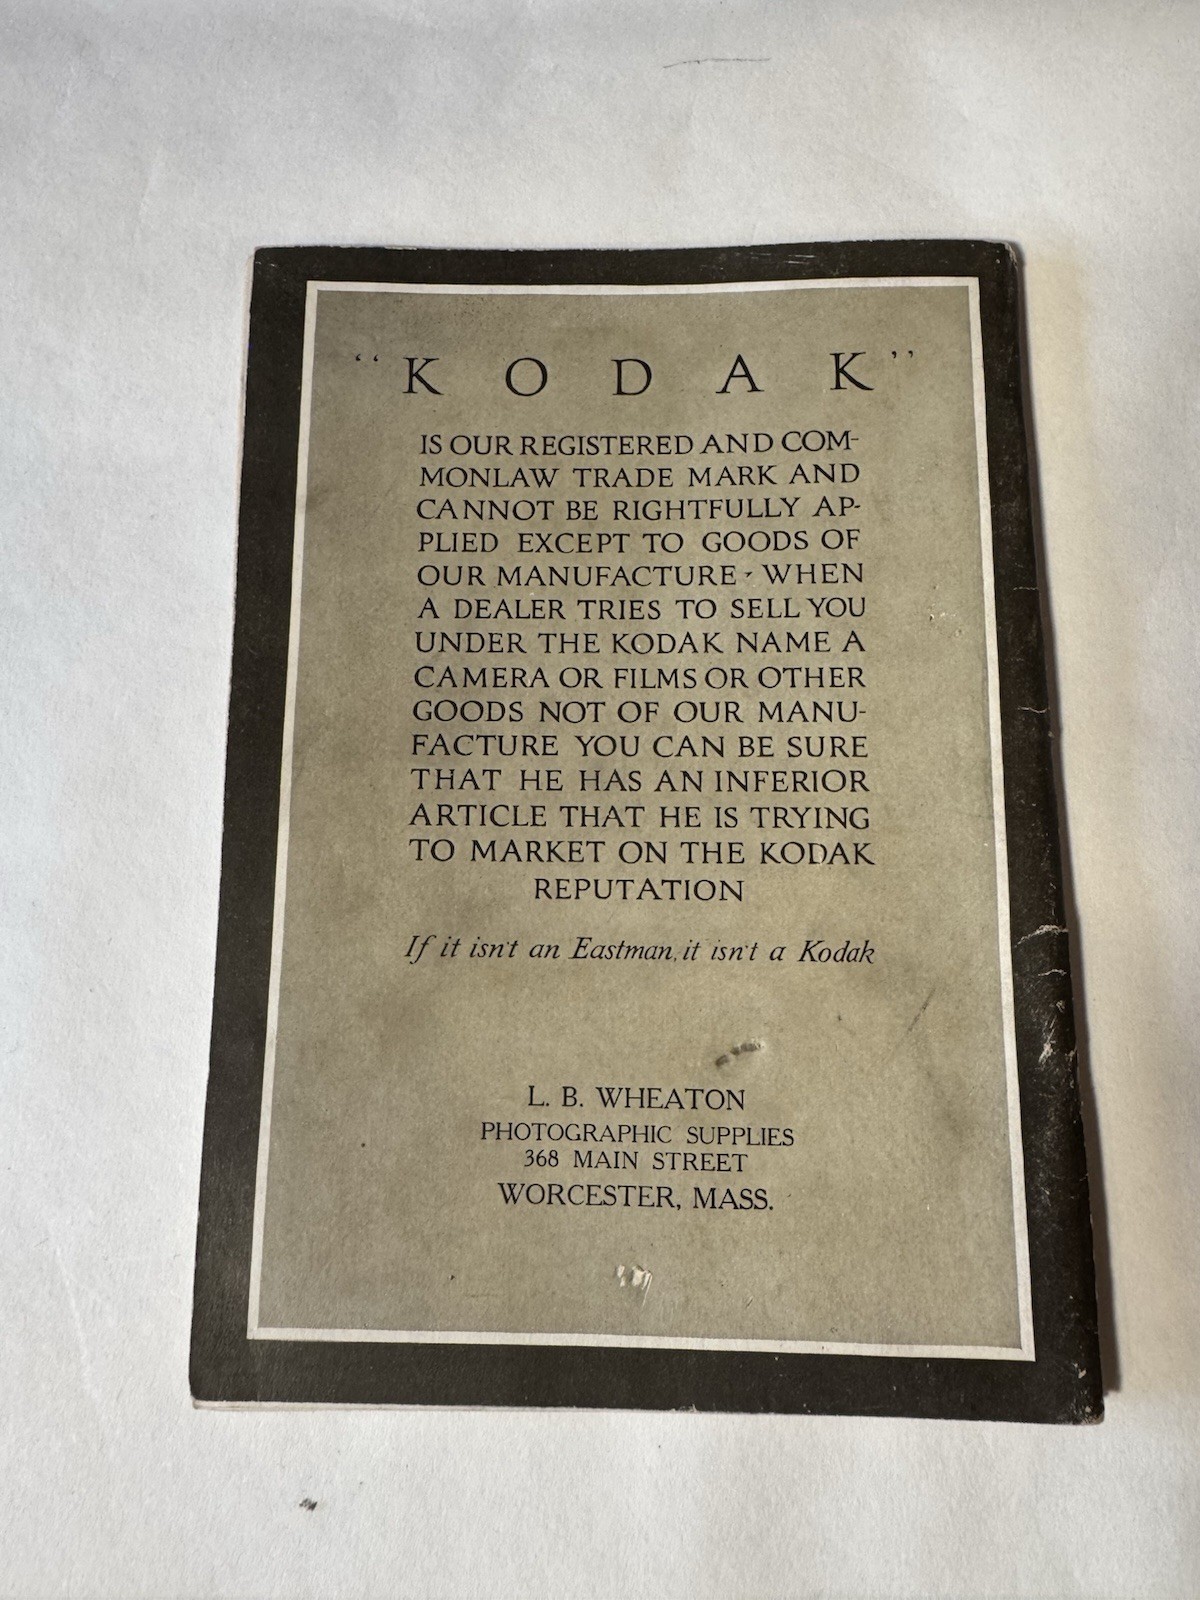 “KODAK”
IS OUR REGISTERED AND COM-
MONLAW TRADE MARK AND
CANNOT BE RIGHTFULLY AP-
PLIED EXCEPT TO GOODS OF
OUR MANUFACTURE - WHEN
A DEALER TRIES TO SELL YOU
UNDER THE KODAK NAME A
CAMERA OR FILMS OR OTHER
GOODS NOT OF OUR MANU-
FACTURE YOU CAN BE SURE
THAT HE HAS AN INFERIOR
ARTICLE THAT HE IS TRYING
TO MARKET ON THE KODAK
REPUTATION
If it isn't an Eastman, it isn't a Kodak
L. B. WHEATON
PHOTOGRAPHIC SUPPLIES
368 MAIN STREET
WORCESTER, MASS.